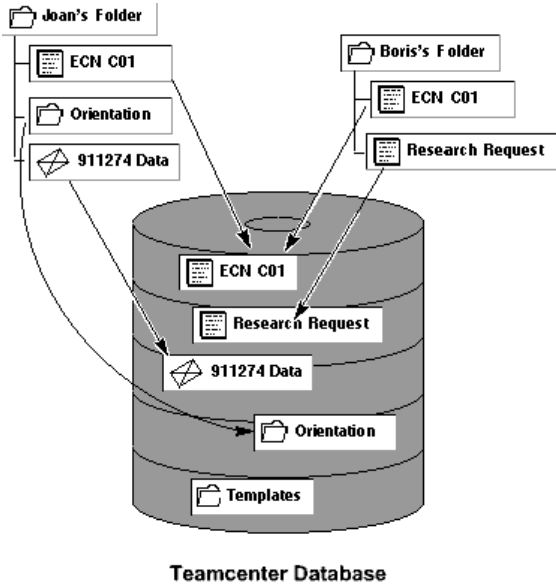 Joan's Folder
ECN C01
Orientation
911274 Data
Boris's Folder
ECN C01
Research Request
ECN C01
Research Request
911274 Data
Orientation
Templates
Teamcenter Database